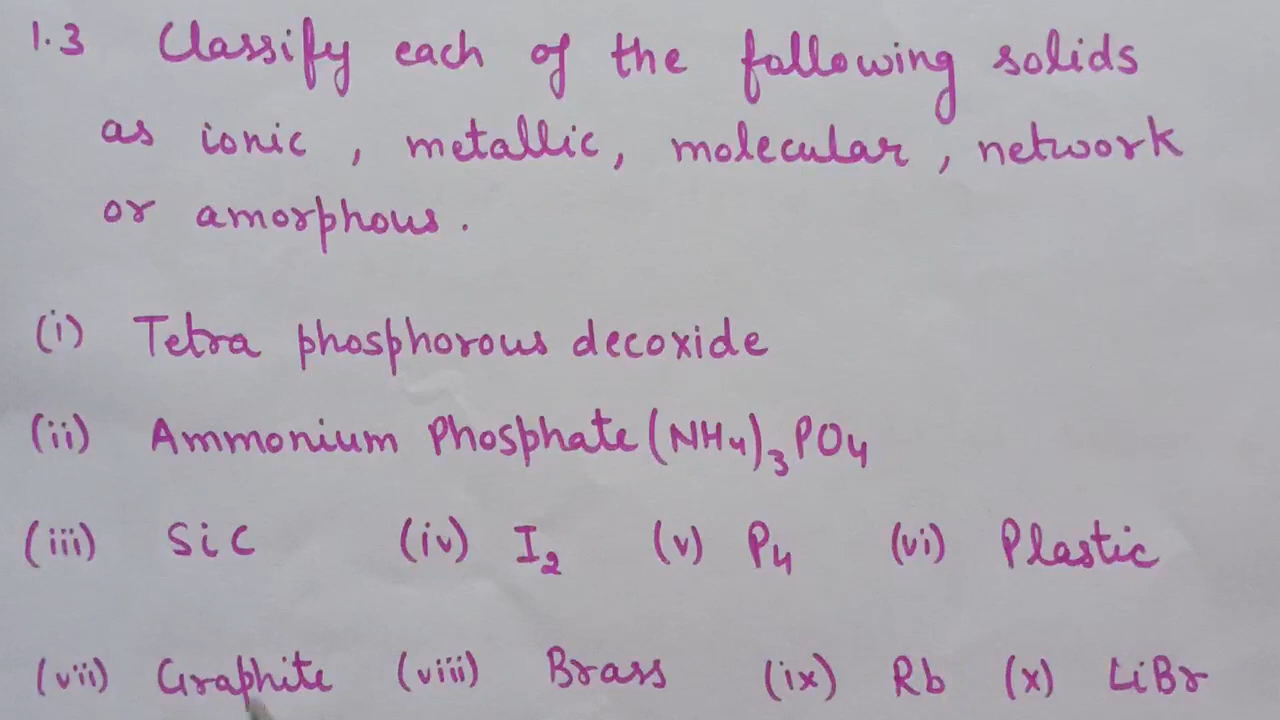 1.3 Classify each of the following solids
as ionic, metallic, molecular, network
or amorphous.
(i) Tetra phosphorous decoxide
(ii) Ammonium Phosphate (NH₄)₃PO₄
(iii) SiC (iv) I₂ (v) P₄ (vi) Plastic
(vii) Graphite (viii) Brass (ix) Rb (x) LiBr